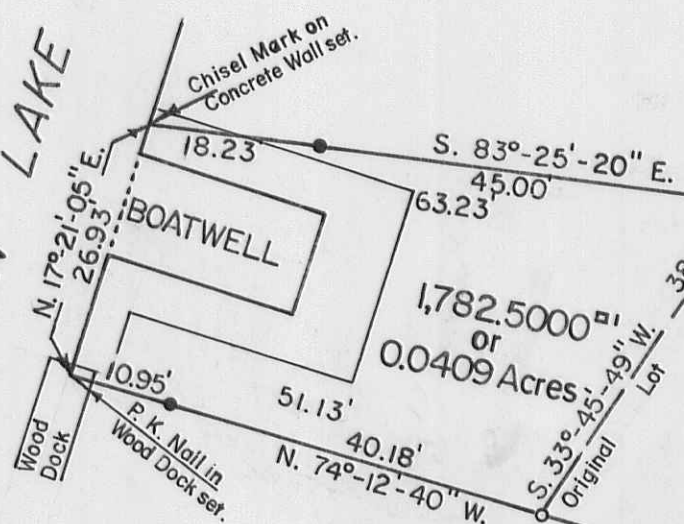 LAKE
Chisel Mark on
Concrete Wall set.
18.23'
S. 83°-25'-20" E.
45.00'
63.23'
N. 17°-21'-05" E.
26.93'
BOATWELL
1,782.5000 □'
or
0.0409 Acres
S. 33°-45'-49" W.
38
Original Lot
10.95'
51.13'
40.18'
N. 74°-12'-40" W.
P. K. Nail in
Wood Dock set.
Wood
Dock